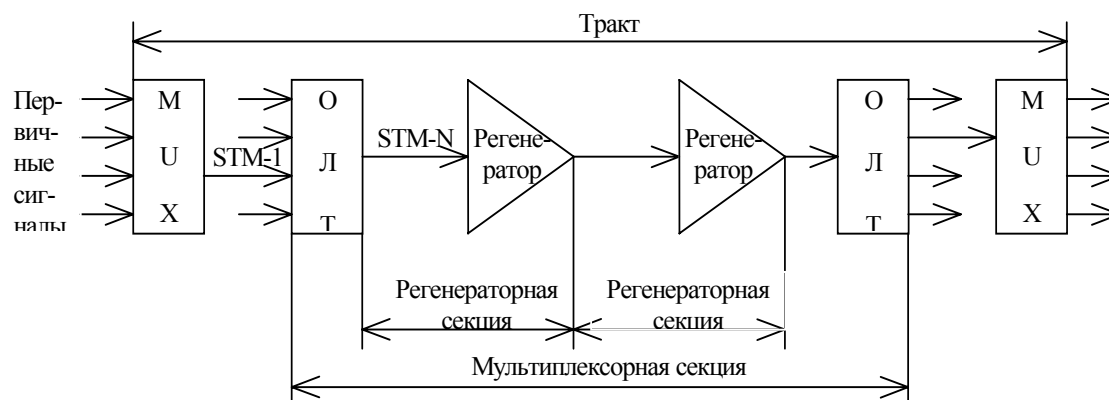 Тракт
Пер-
вич-
ные
сиг-
налы
M
U
X
STM-1
О
Л
Т
STM-N
Регене-
ратор
Регене-
ратор
О
Л
Т
M
U
X
Регенераторная
секция
Регенераторная
секция
Мультиплексорная секция